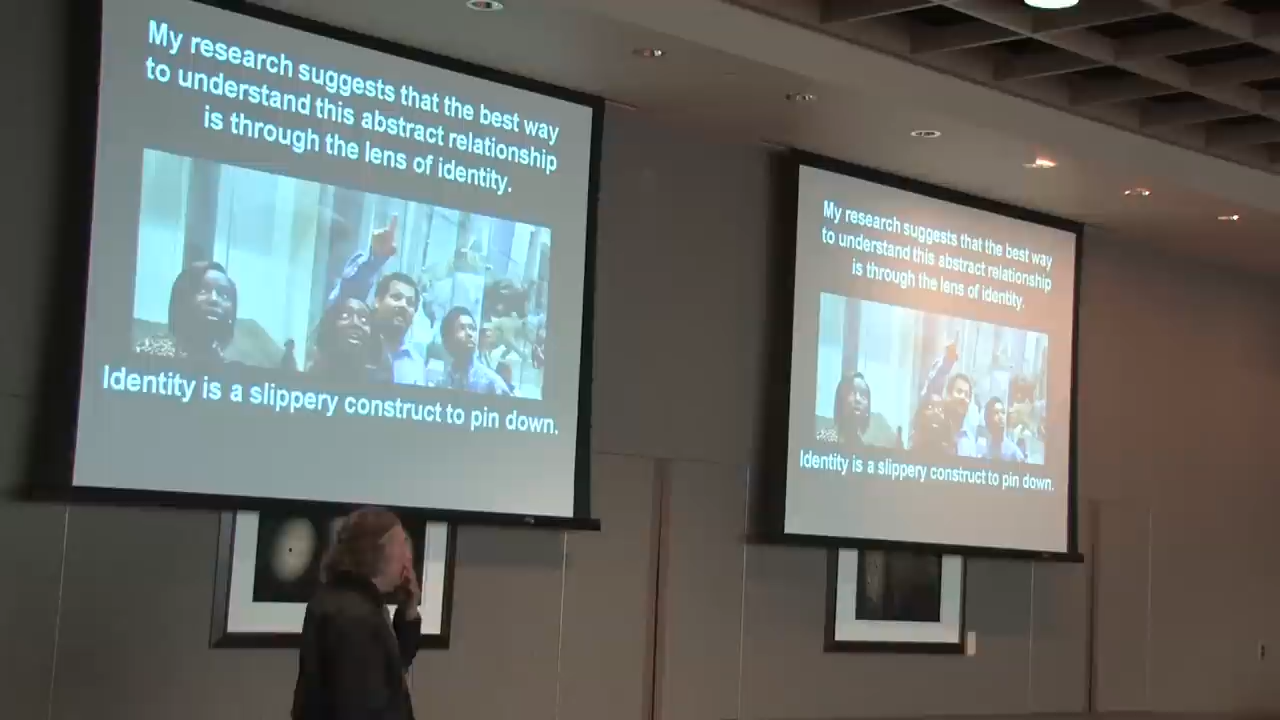 My research suggests that the best way
to understand this abstract relationship
is through the lens of identity.
Identity is a slippery construct to pin down.
My research suggests that the best way
to understand this abstract relationship
is through the lens of identity.
Identity is a slippery construct to pin down.